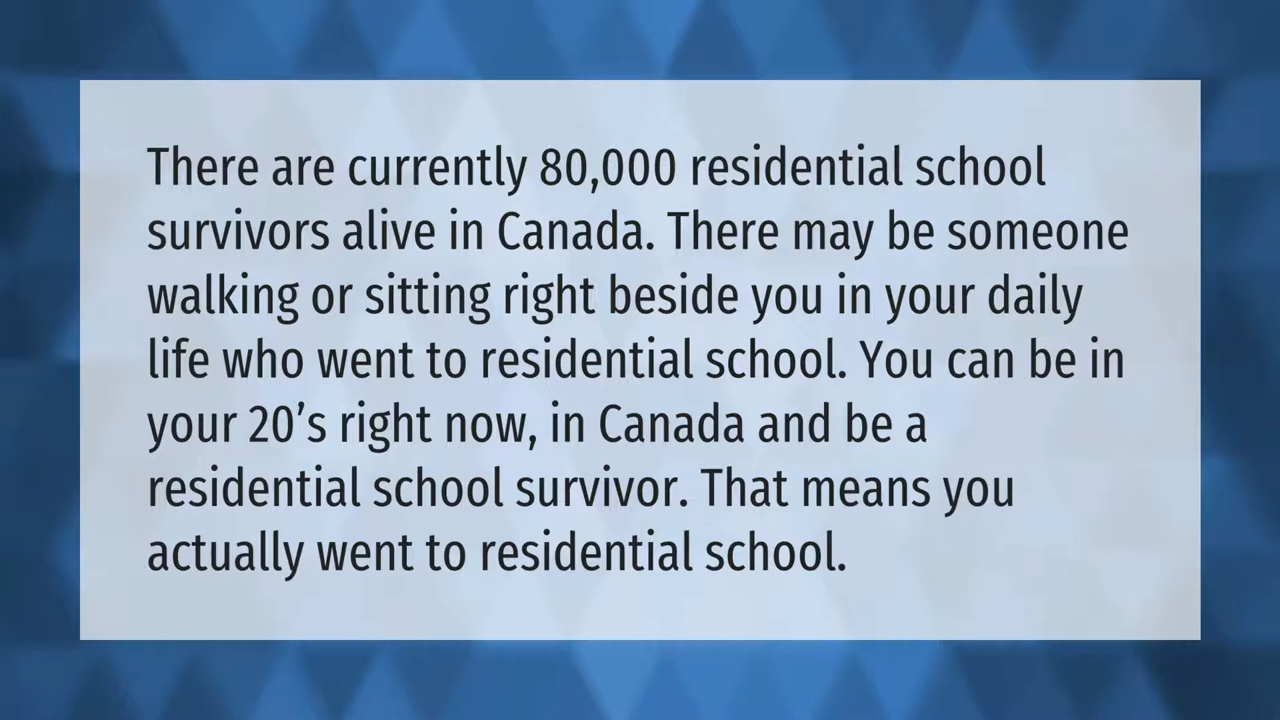 There are currently 80,000 residential school
survivors alive in Canada. There may be someone
walking or sitting right beside you in your daily
life who went to residential school. You can be in
your 20’s right now, in Canada and be a
residential school survivor. That means you
actually went to residential school.